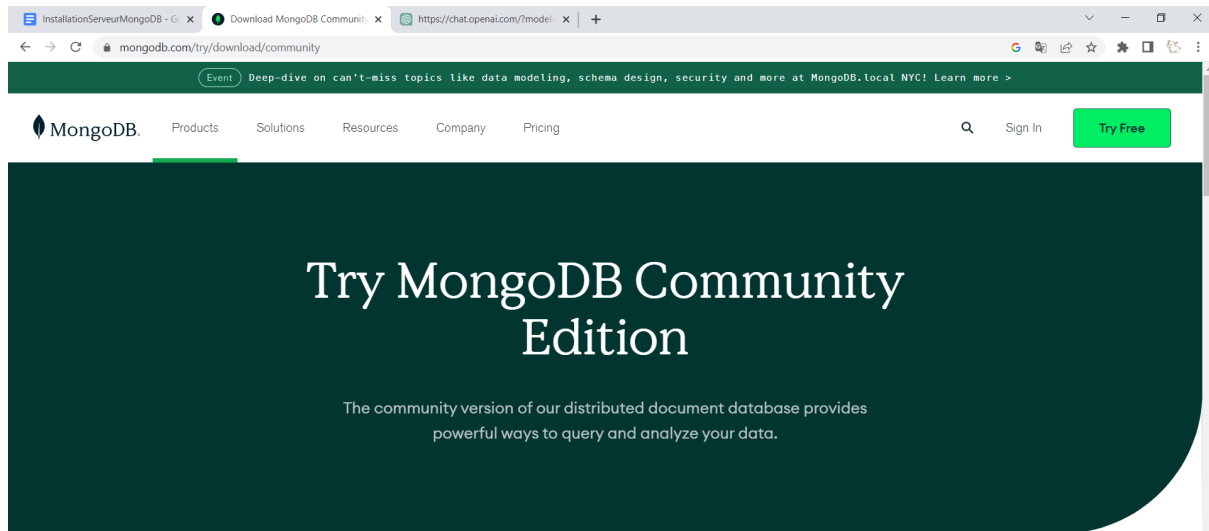 InstallationServeurMongoDB - G
Download MongoDB Community
https://chat.openai.com/?model=
mongodb.com/try/download/community
Event Deep-dive on can't-miss topics like data modeling, schema design, security and more at MongoDB.local NYC! Learn more >
MongoDB. Products Solutions Resources Company Pricing Sign In Try Free
Try MongoDB Community
Edition
The community version of our distributed document database provides
powerful ways to query and analyze your data.